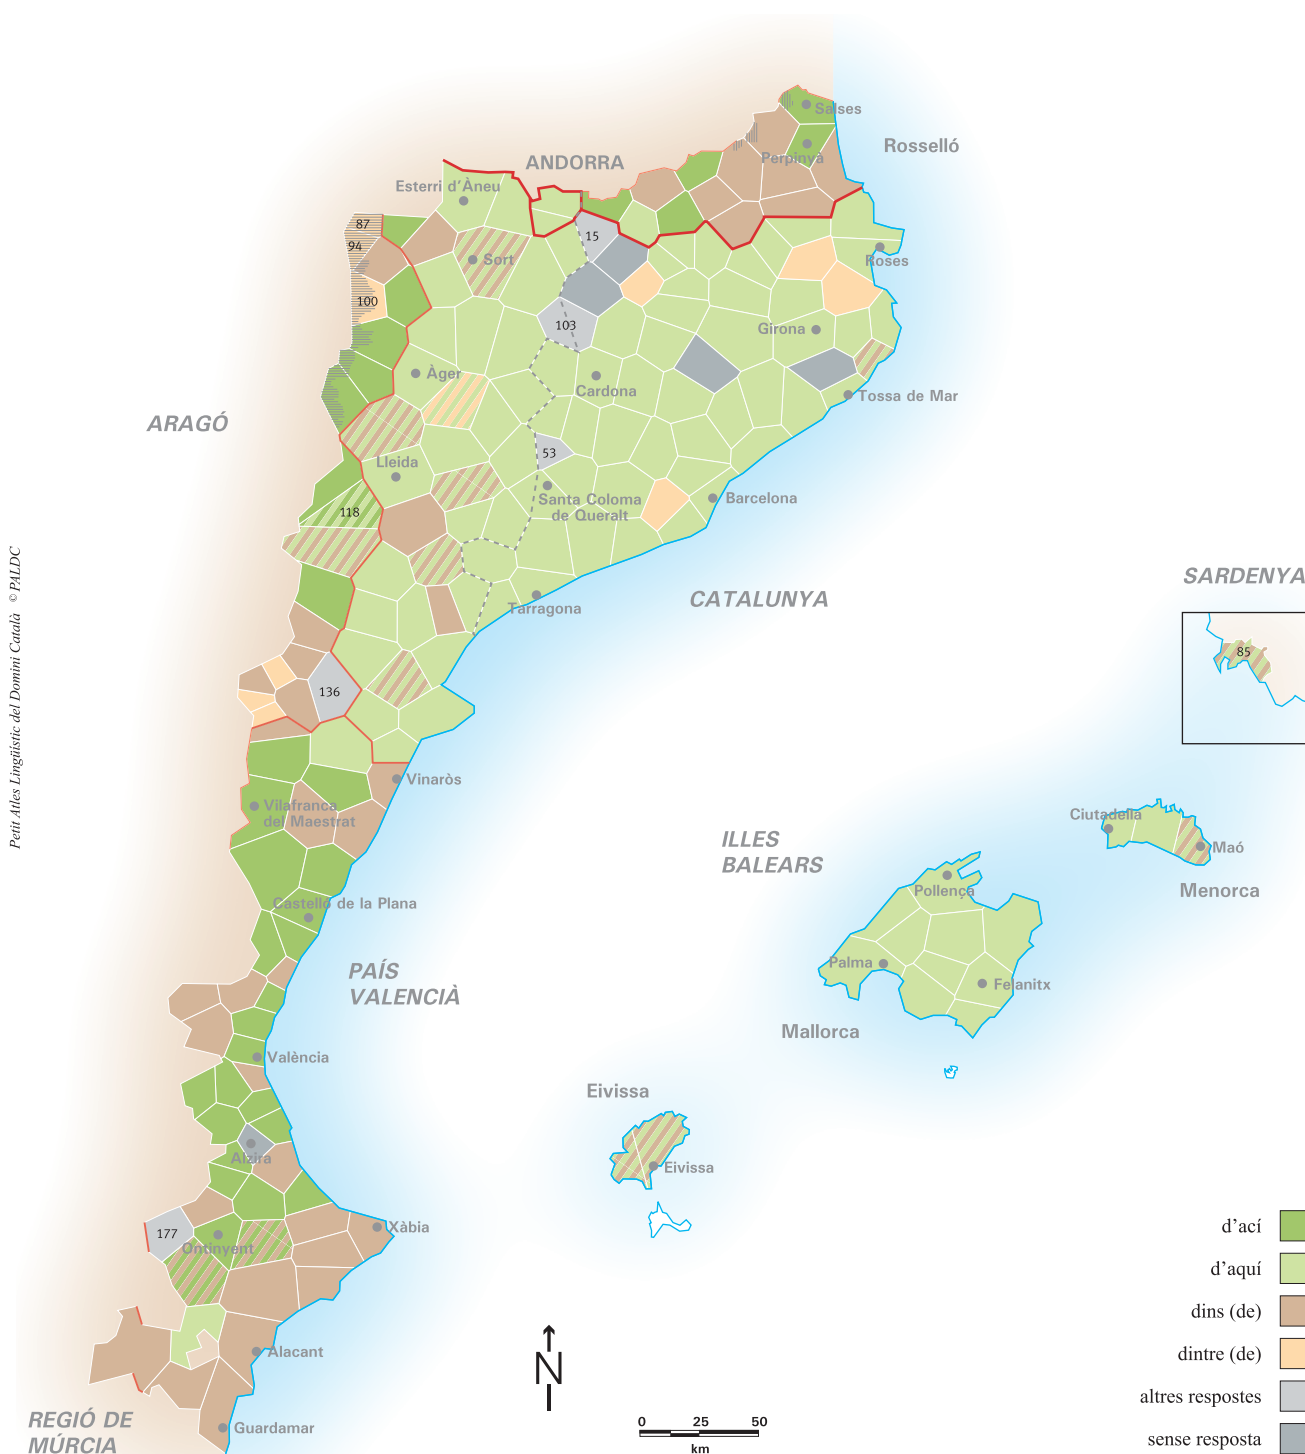 Salses
Rosselló
Perpinyà
ANDORRA
Esterri d'Àneu
87
94
15
Sort
Roses
100
103
Girona
Àger
Cardona
Tossa de Mar
ARAGÓ
53
Lleida
Santa Coloma
de Queralt
Barcelona
118
Petit Atles Lingüístic del Domini Català © PALDC
SARDENYA
CATALUNYA
Tarragona
85
136
Vinaròs
Vilafranca
del Maestrat
Ciutadella
ILLES
BALEARS
Maó
Menorca
Pollença
Castelló de la Plana
Palma
PAÍS
VALENCIÀ
Felanitx
Mallorca
València
Eivissa
Alzira
Eivissa
177
Xàbia
Ontinyent
d'ací
d'aquí
dins (de)
dintre (de)
altres respostes
sense resposta
Alacant
N
REGIÓ DE
MÚRCIA
Guardamar
0 25 50
km